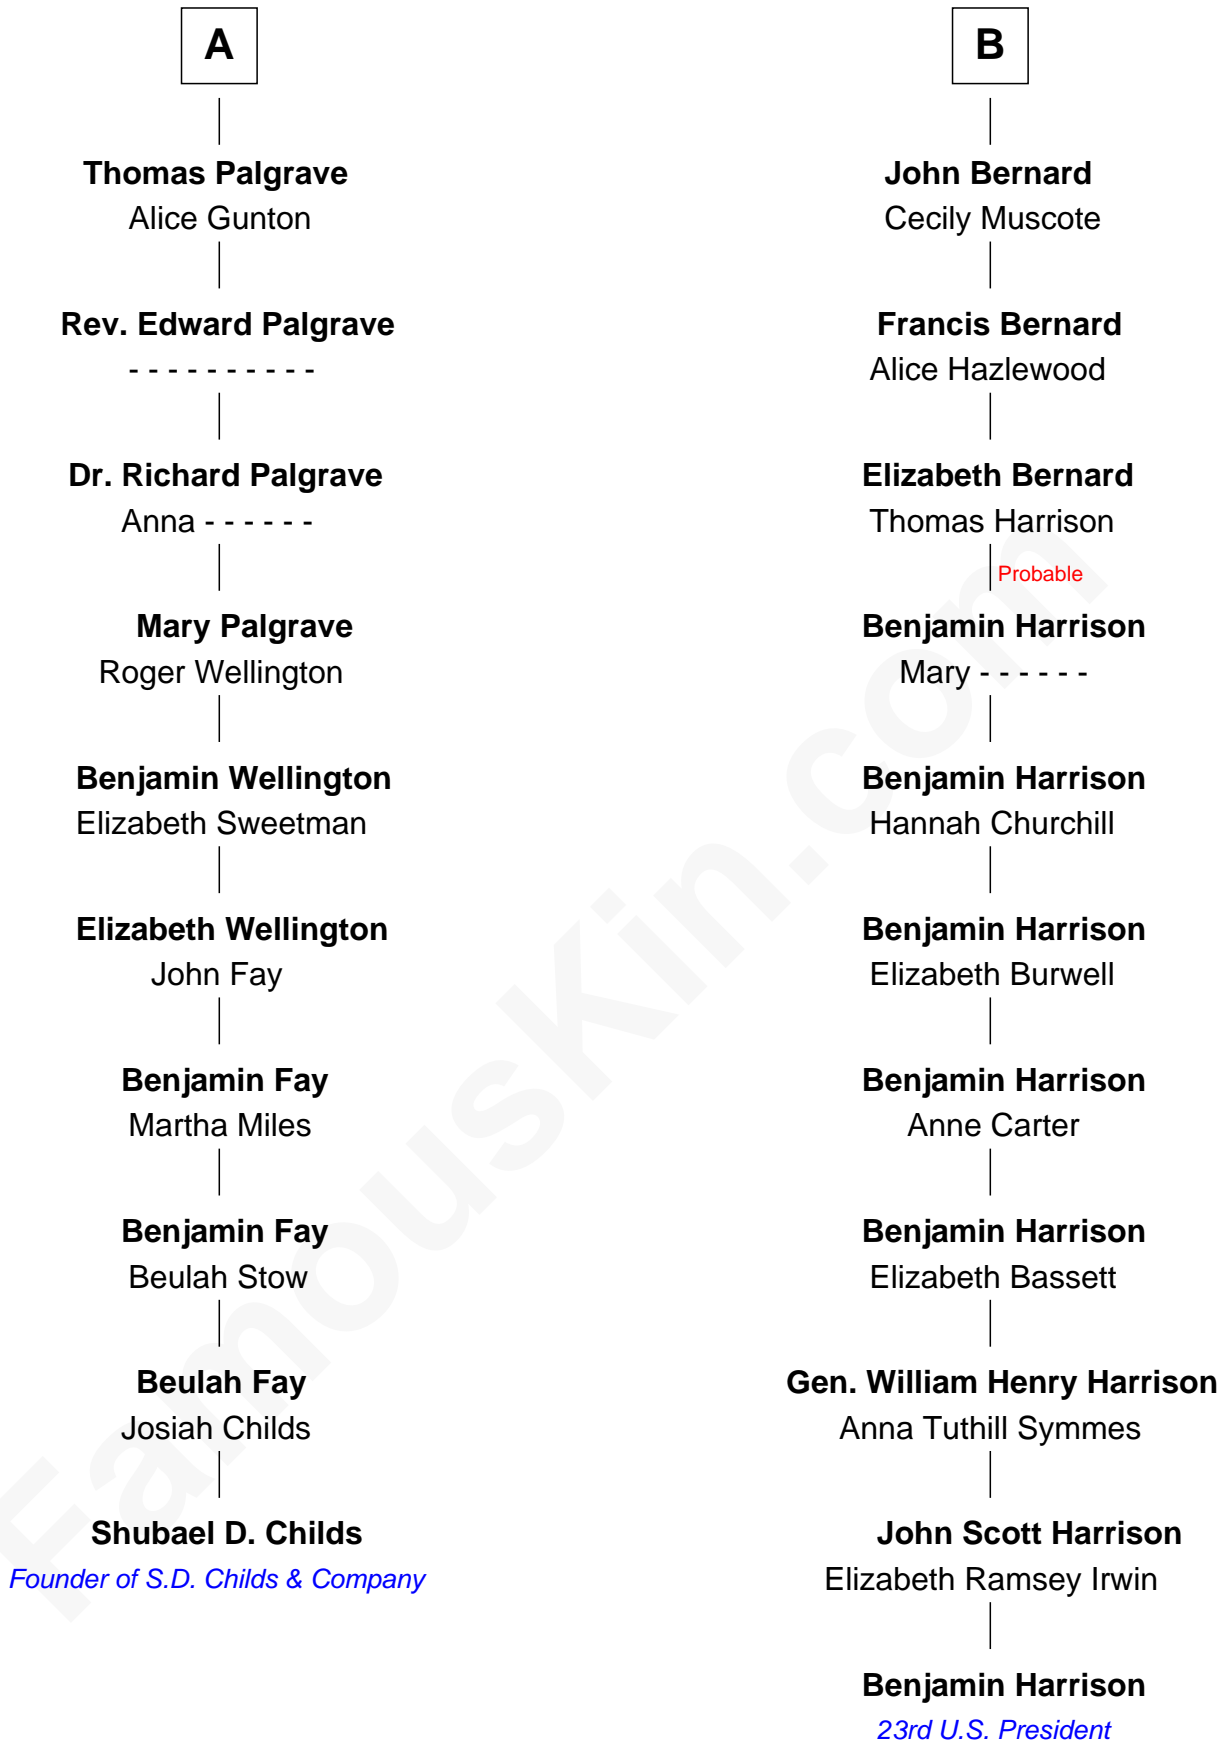 A
Thomas Palgrave
Alice Gunton
Rev. Edward Palgrave
- - - - - - - - - -
Dr. Richard Palgrave
Anna - - - - - -
Mary Palgrave
Roger Wellington
Benjamin Wellington
Elizabeth Sweetman
Elizabeth Wellington
John Fay
Benjamin Fay
Martha Miles
Benjamin Fay
Beulah Stow
Beulah Fay
Josiah Childs
Shubael D. Childs
Founder of S.D. Childs & Company
B
John Bernard
Cecily Muscote
Francis Bernard
Alice Hazlewood
Elizabeth Bernard
Thomas Harrison
Probable
Benjamin Harrison
Mary - - - - - -
Benjamin Harrison
Hannah Churchill
Benjamin Harrison
Elizabeth Burwell
Benjamin Harrison
Anne Carter
Benjamin Harrison
Elizabeth Bassett
Gen. William Henry Harrison
Anna Tuthill Symmes
John Scott Harrison
Elizabeth Ramsey Irwin
Benjamin Harrison
23rd U.S. President
FamousKin.com